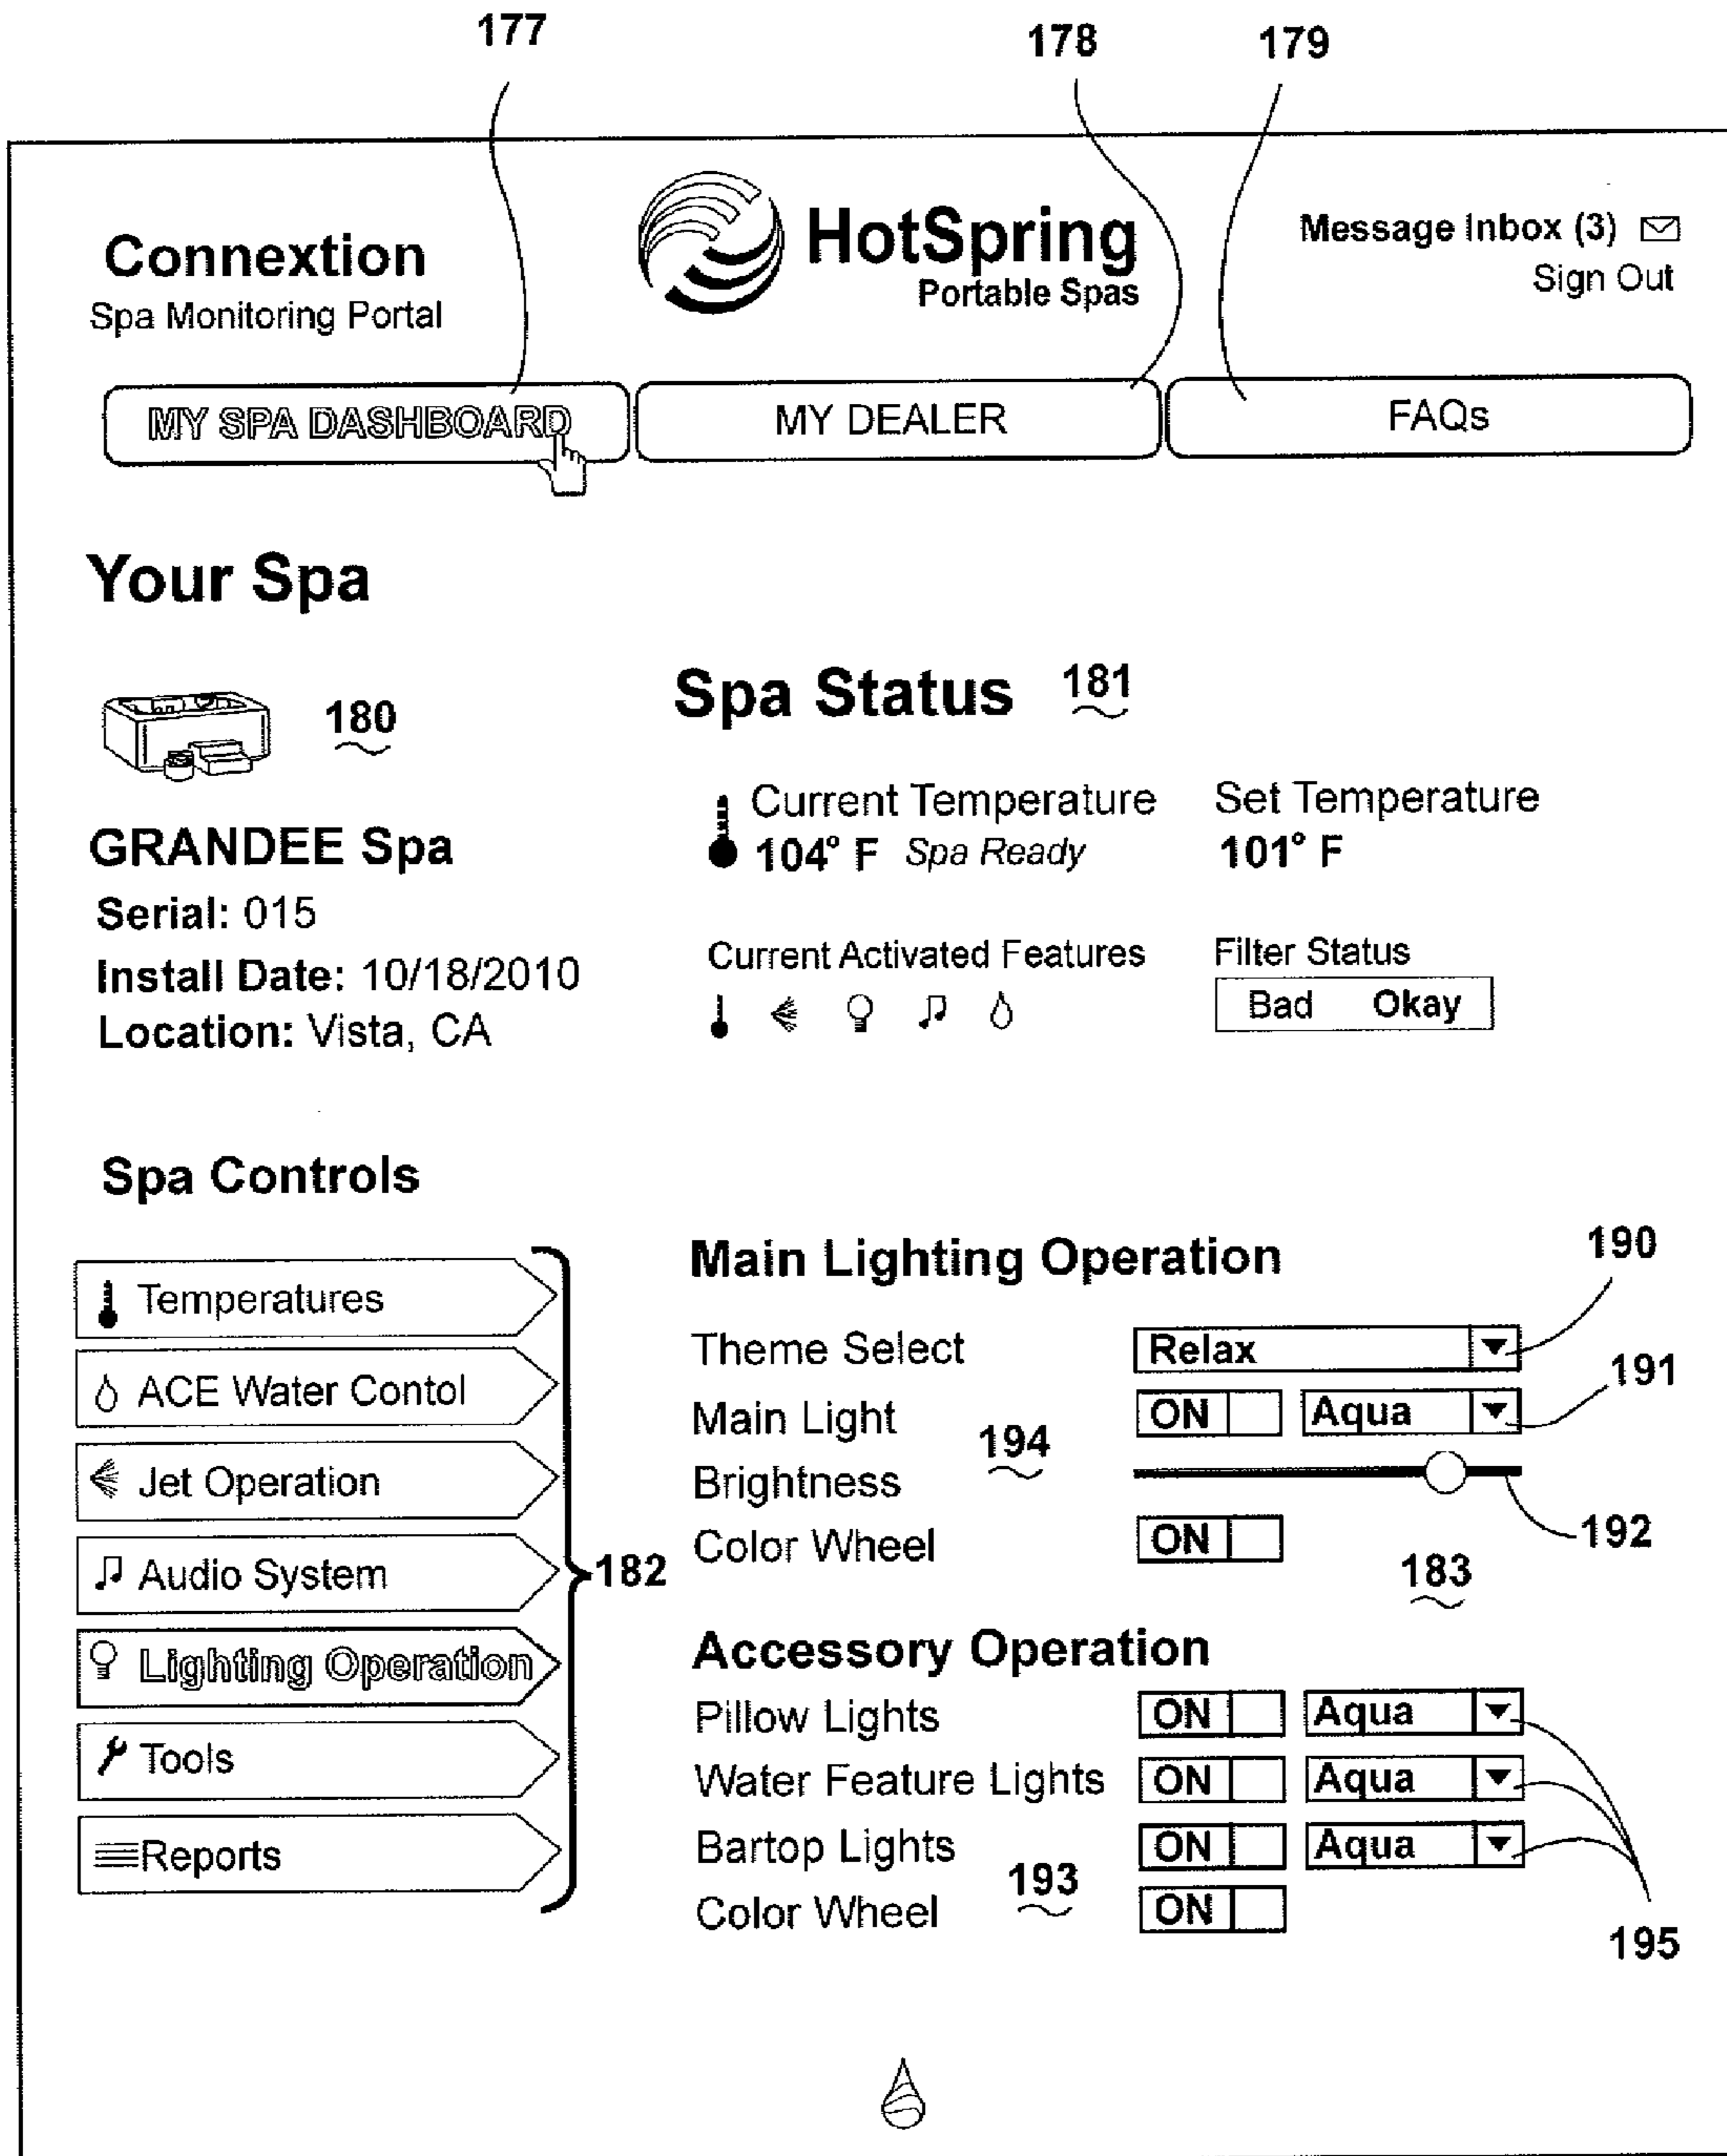 177
178
179
Connextion
Spa Monitoring Portal
HotSpring
Portable Spas
Message Inbox (3)
Sign Out
MY SPA DASHBOARD
MY DEALER
FAQs
Your Spa
180
GRANDEE Spa
Serial: 015
Install Date: 10/18/2010
Location: Vista, CA
Spa Status 181
Current Temperature Set Temperature
104° F Spa Ready 101° F
Current Activated Features Filter Status
Bad Okay
Spa Controls
Temperatures
ACE Water Contol
Jet Operation
Audio System
Lighting Operation
Tools
Reports
182
Main Lighting Operation
190
Theme Select Relax
191
Main Light ON Aqua
194
Brightness
192
Color Wheel ON
183
Accessory Operation
Pillow Lights ON Aqua
Water Feature Lights ON Aqua
Bartop Lights ON Aqua
193
Color Wheel ON
195